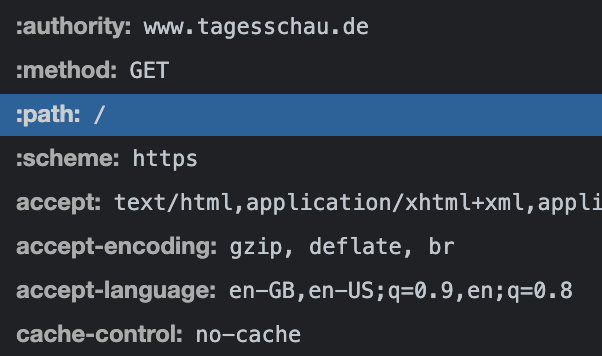 :authority: www.tagesschau.de
:method: GET
:path: /
:scheme: https
accept: text/html,application/xhtml+xml,appli
accept-encoding: gzip, deflate, br
accept-language: en-GB,en-US;q=0.9,en;q=0.8
cache-control: no-cache